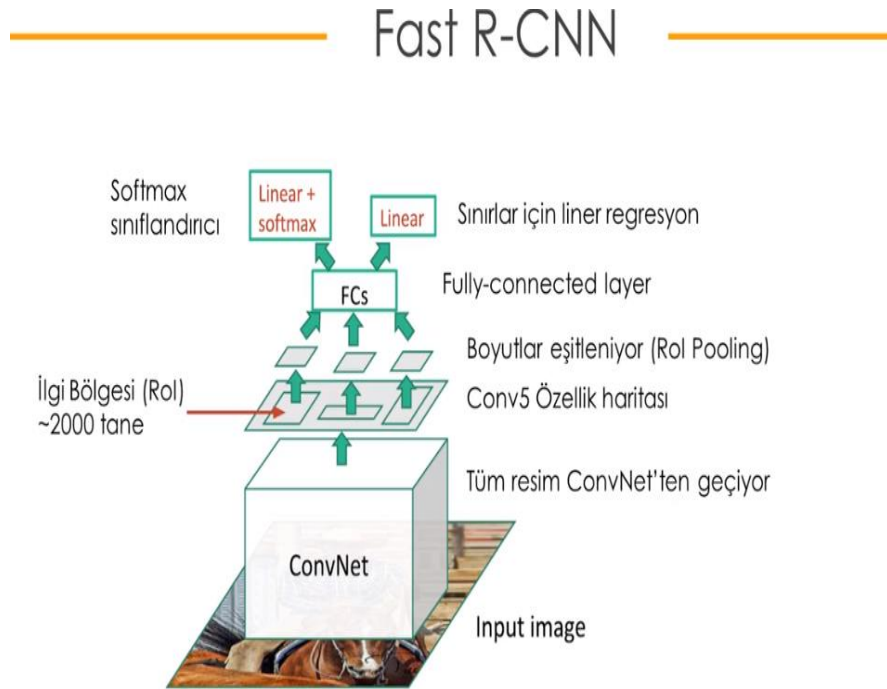 Fast R-CNN
Softmax
sınıflandırıcı
Linear +
softmax
Linear
Sınırlar için liner regresyon
FCs
Fully-connected layer
Boyutlar eşitleniyor (RoI Pooling)
İlgi Bölgesi (RoI)
~2000 tane
Conv5 Özellik haritası
Tüm resim ConvNet'ten geçiyor
ConvNet
Input image